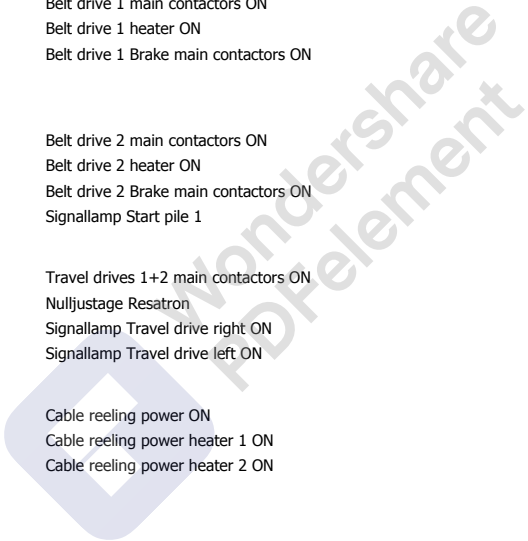 Belt drive 1 main contactors ON
Belt drive 1 heater ON
Belt drive 1 Brake main contactors ON
Belt drive 2 main contactors ON
Belt drive 2 heater ON
Belt drive 2 Brake main contactors ON
Signallamp Start pile 1
Travel drives 1+2 main contactors ON
Nulljustage Resatron
Signallamp Travel drive right ON
Signallamp Travel drive left ON
Cable reeling power ON
Cable reeling power heater 1 ON
Cable reeling power heater 2 ON
Wondershare
PDFelement